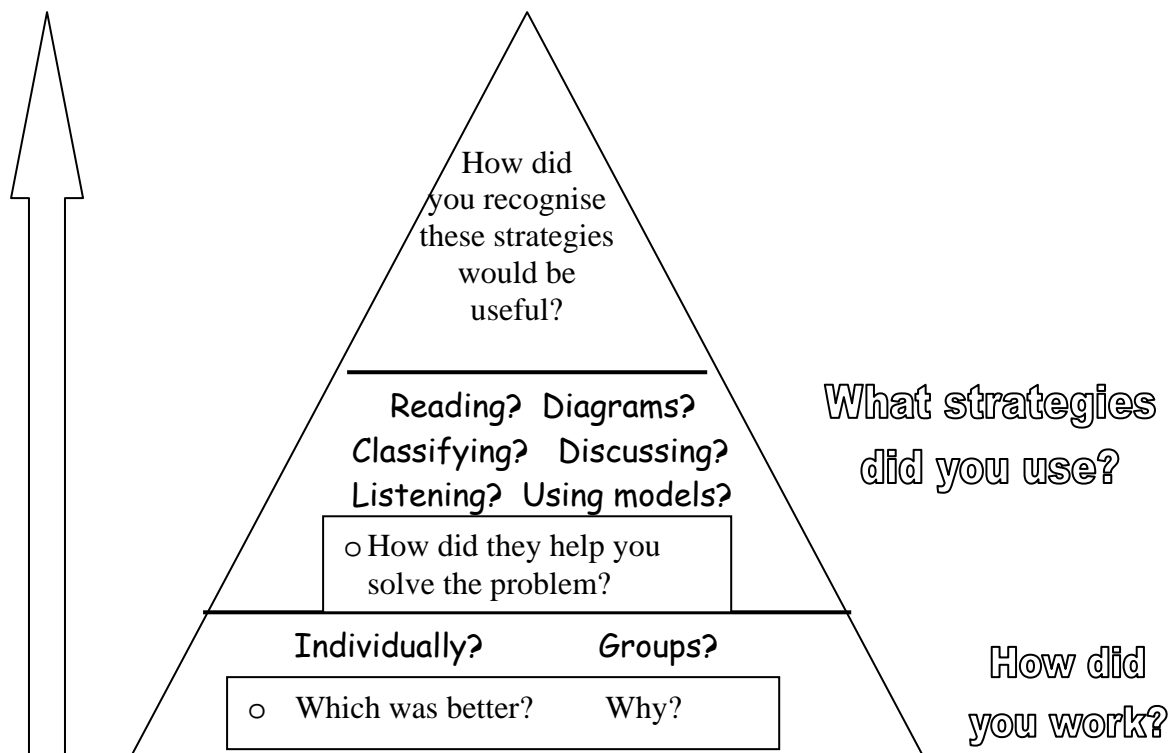 How did
you recognise
these strategies
would be
useful?
Reading? Diagrams?
Classifying? Discussing?
Listening? Using models?
What strategies
did you use?
o How did they help you
solve the problem?
Individually? Groups?
o Which was better? Why?
How did
you work?